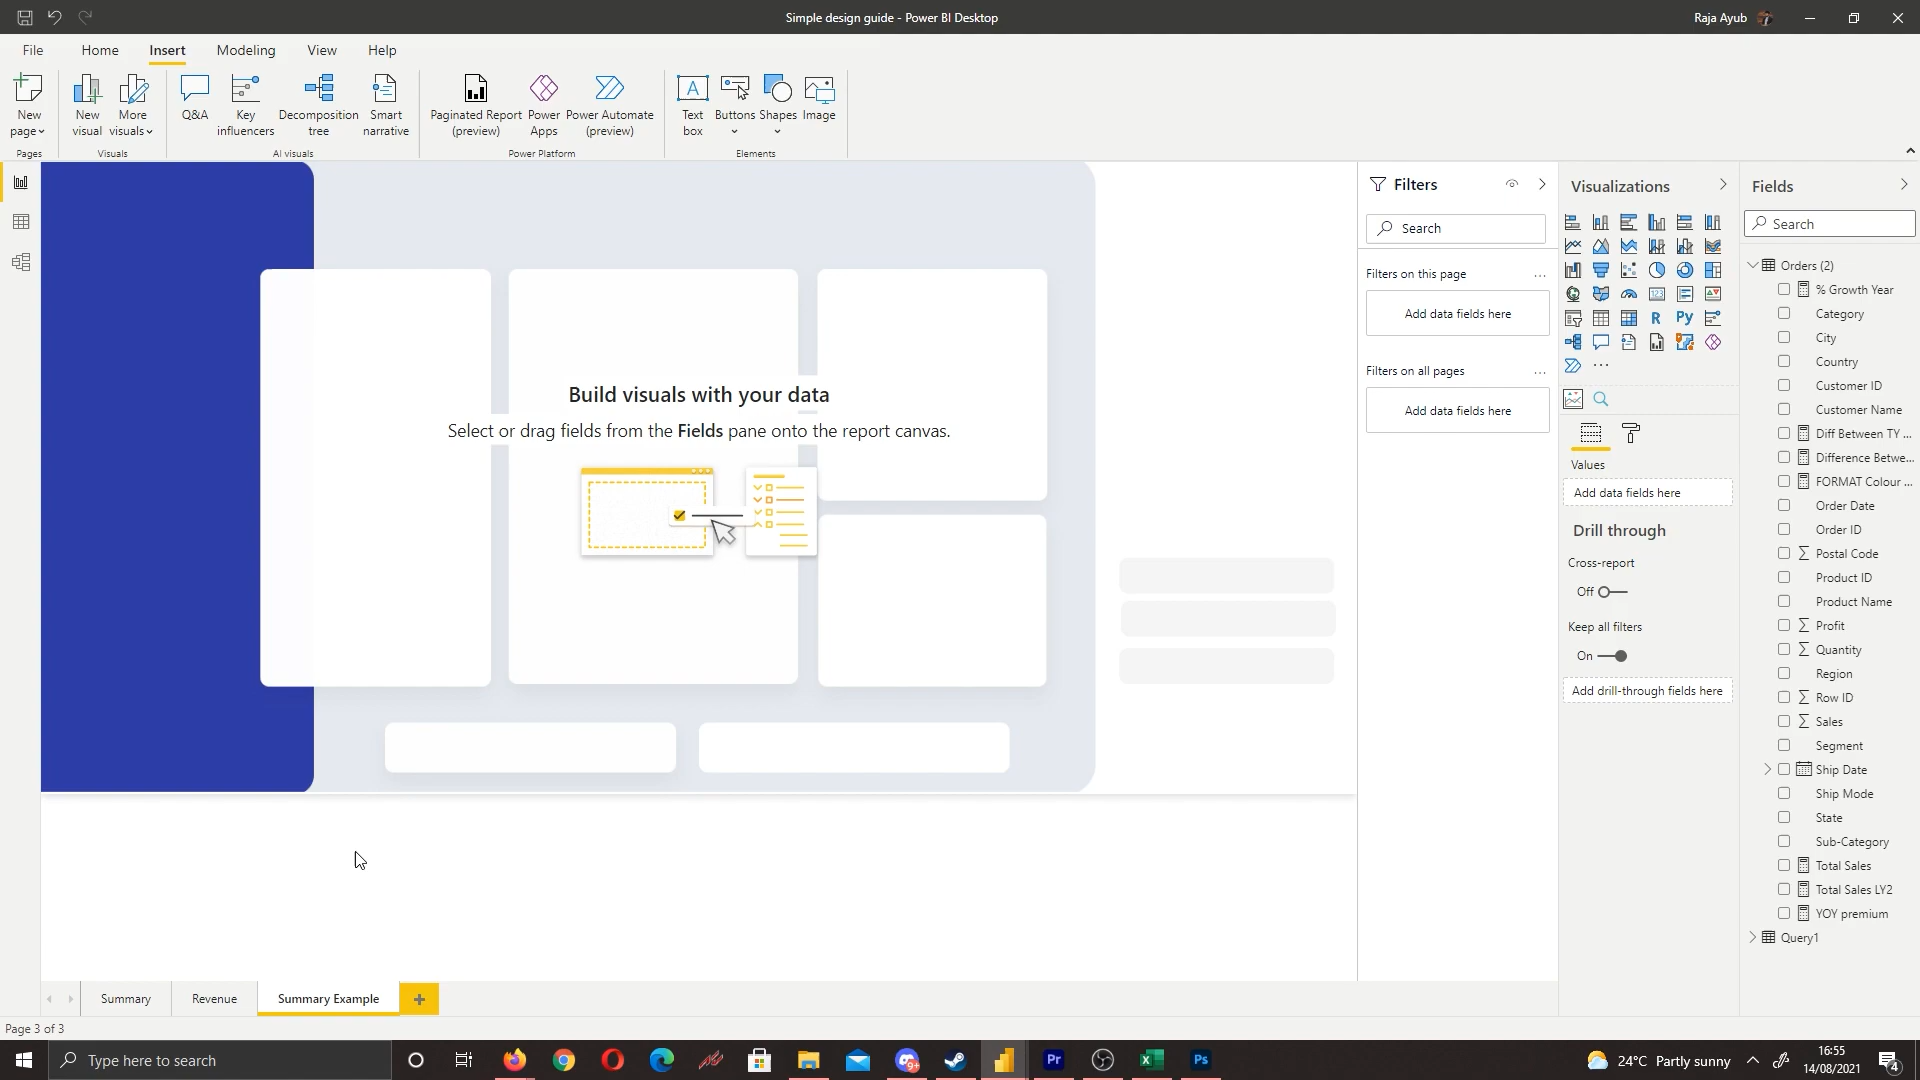 Simple design guide - Power BI Desktop
Raja Ayub
File Home Insert Modeling View Help
New page
New visual
More visuals
Q&A
Key influencers
Decomposition tree
Smart narrative
Paginated Report (preview)
Power Apps
Power Automate (preview)
A
Text box
Buttons
Shapes
Image
Pages
Visuals
AI visuals
Power Platform
Elements
Build visuals with your data
Select or drag fields from the Fields pane onto the report canvas.
Filters
Search
Filters on this page
...
Add data fields here
Filters on all pages
...
Add data fields here
Visualizations
123
R
Py
...
Values
Add data fields here
Drill through
Cross-report
Off
Keep all filters
On
Add drill-through fields here
Fields
Search
Orders (2)
% Growth Year
Category
City
Country
Customer ID
Customer Name
Diff Between TY ...
Difference Betwe...
FORMAT Colour ...
Order Date
Order ID
Σ Postal Code
Product ID
Product Name
Σ Profit
Σ Quantity
Region
Σ Row ID
Σ Sales
Segment
Ship Date
Ship Mode
State
Sub-Category
Total Sales
Total Sales LY2
YOY premium
Query1
Summary
Revenue
Summary Example
+
Page 3 of 3
Type here to search
9+
Pr
Ps
24°C Partly sunny
16:55
14/08/2021
4